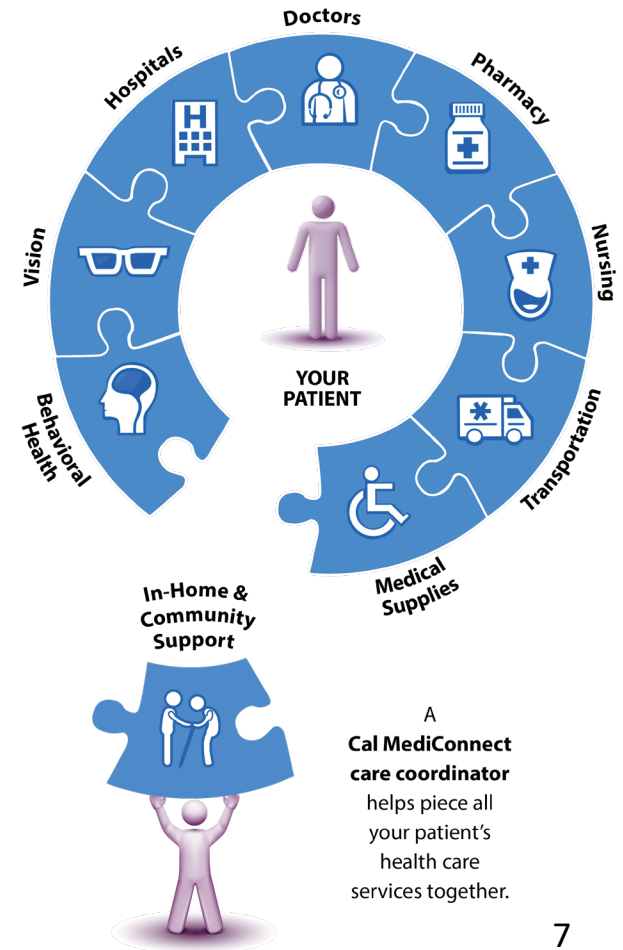 Doctors
Hospitals
Pharmacy
Vision
H
Nursing
YOUR
PATIENT
Behavioral
Health
Transportation
Medical
Supplies
In-Home &
Community
Support
A
Cal MediConnect
care coordinator
helps piece all
your patient’s
health care
services together.
7